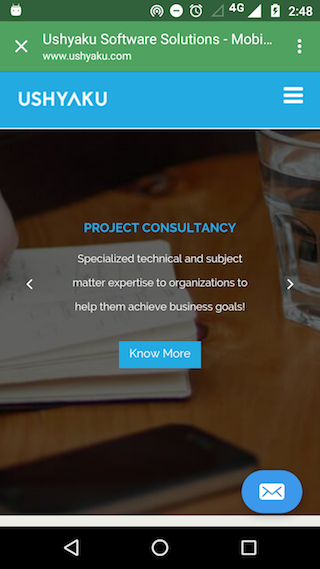 4G 2:48
Ushyaku Software Solutions - Mobi...
www.ushyaku.com
USHYAKU
PROJECT CONSULTANCY
Specialized technical and subject
matter expertise to organizations to
help them achieve business goals!
Know More